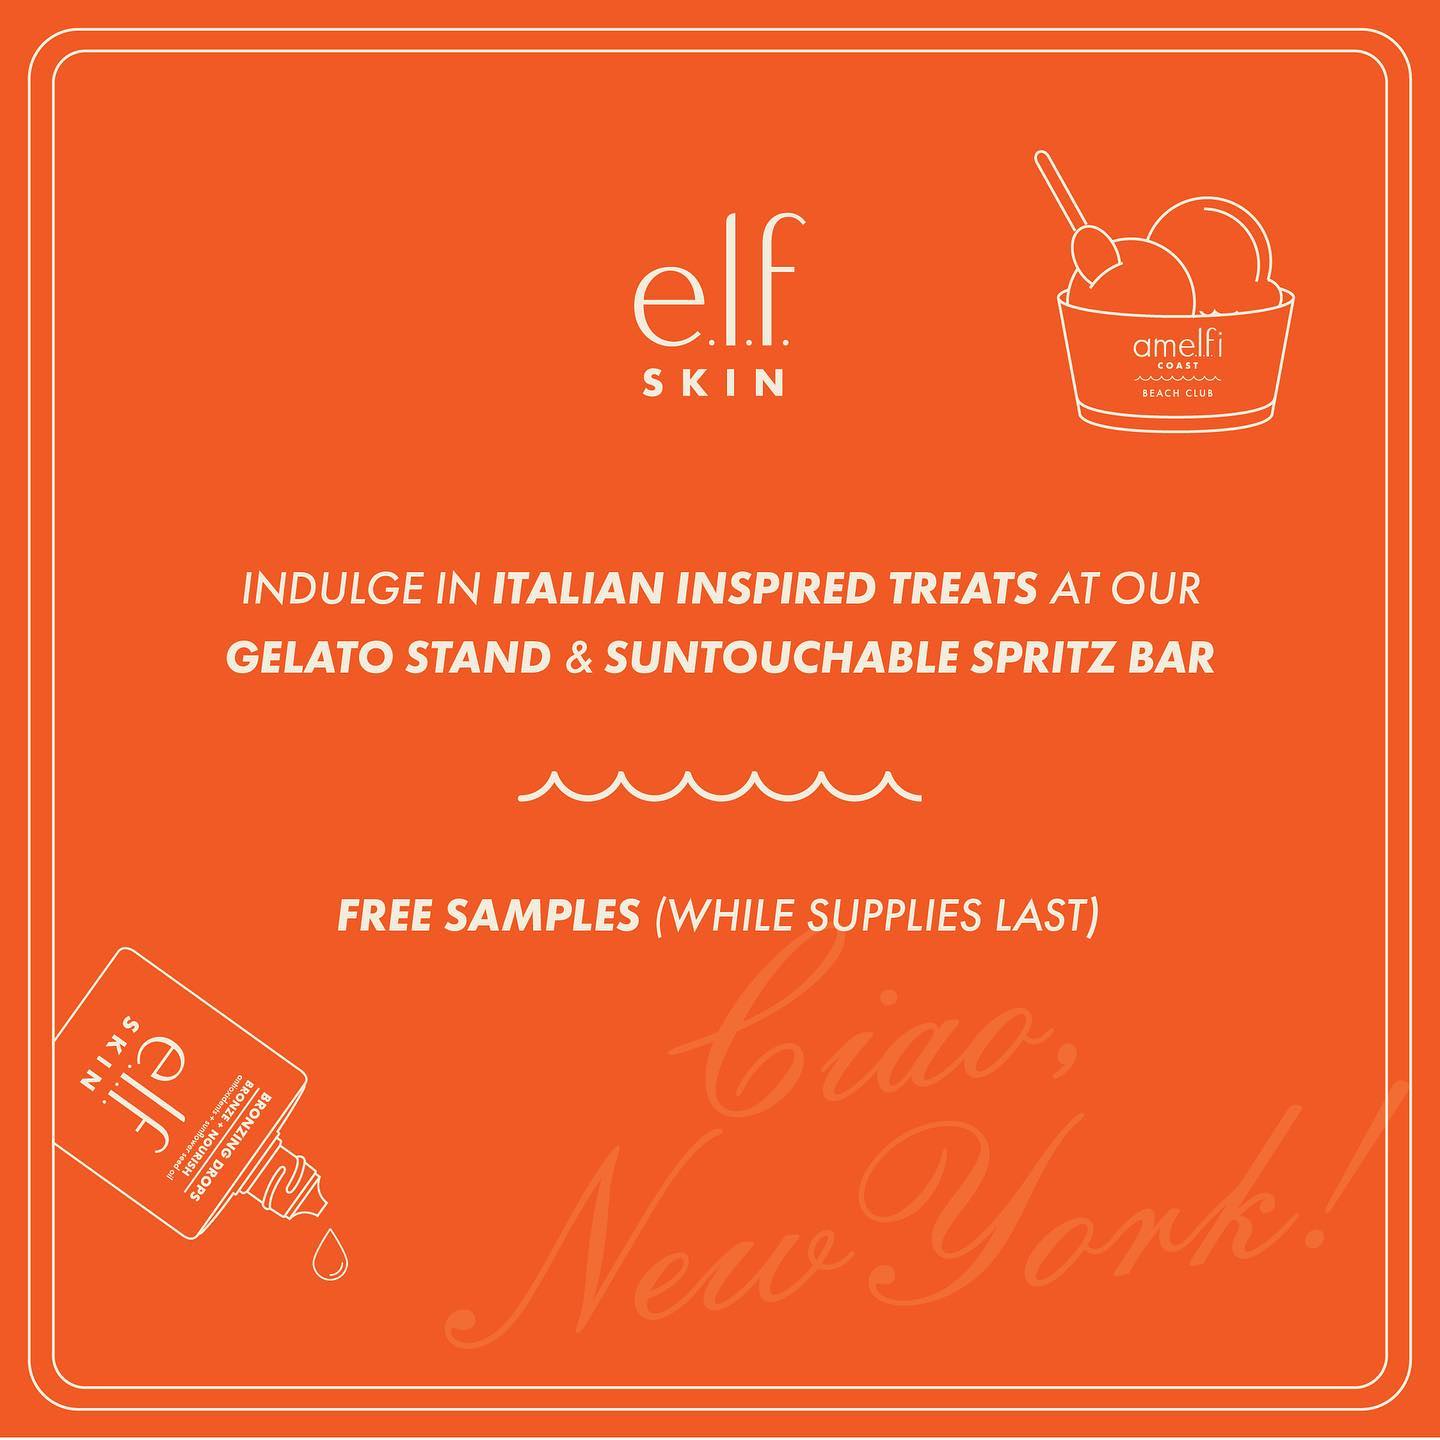 e.l.f.
SKIN
amelfi
COAST
BEACH CLUB
INDULGE IN ITALIAN INSPIRED TREATS AT OUR
GELATO STAND & SUNTOUCHABLE SPRITZ BAR
FREE SAMPLES (WHILE SUPPLIES LAST)
Ciao,
New York!
e.l.f.
SKIN
BRONZING DROPS
BRONZE + NOURISH
antioxidants + sunflower seed oil